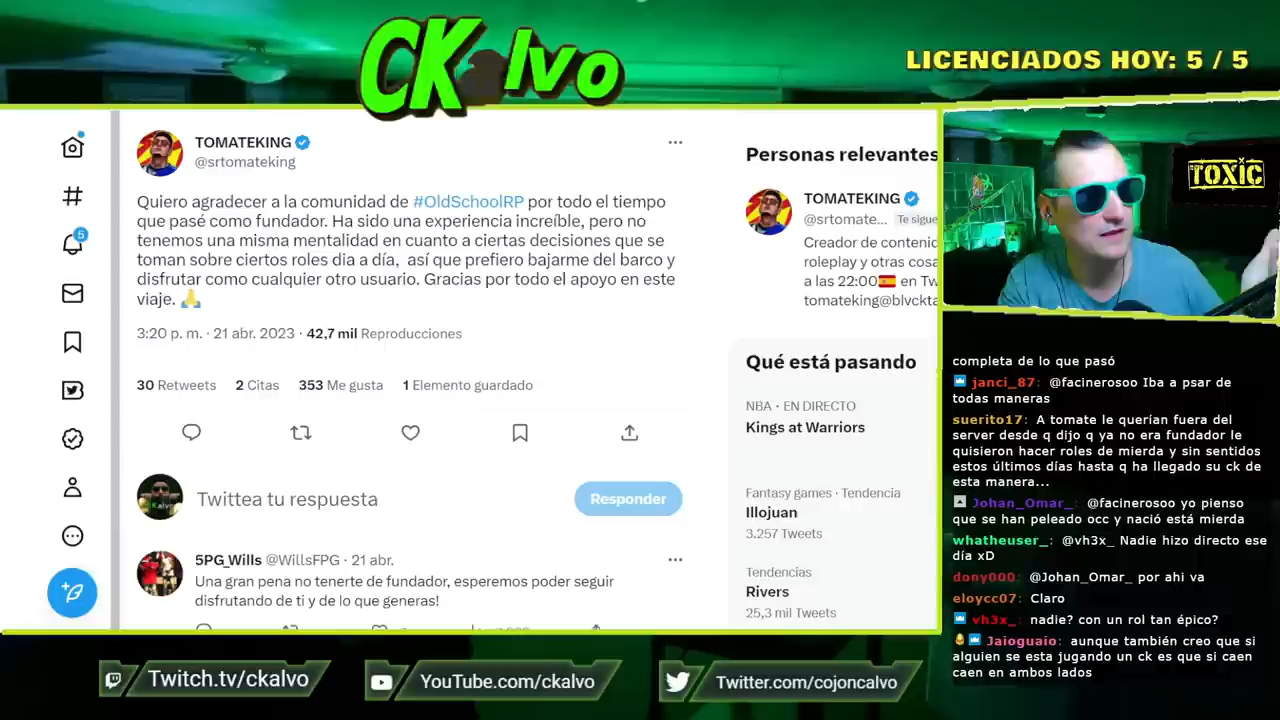 CKalvo
LICENCIADOS HOY: 5 / 5
TOXIC
TOMATEKING
@srtomateking
Quiero agradecer a la comunidad de #OldSchoolRP por todo el tiempo
que pasé como fundador. Ha sido una experiencia increíble, pero no
tenemos una misma mentalidad en cuanto a ciertas decisiones que se
toman sobre ciertos roles dia a día, así que prefiero bajarme del barco y
disfrutar como cualquier otro usuario. Gracias por todo el apoyo en este
viaje. 🙏
3:20 p. m. · 21 abr. 2023 · 42,7 mil Reproducciones
30 Retweets 2 Citas 353 Me gusta 1 Elemento guardado
Twittea tu respuesta
Responder
5PG_Wills @WillsFPG · 21 abr.
Una gran pena no tenerte de fundador, esperemos poder seguir
disfrutando de ti y de lo que generas!
5
Personas relevantes
TOMATEKING
@srtomate... Te sigue
Creador de contenid
roleplay y otras cosa
a las 22:00🇪🇸 en Tw
tomateking@blvckta
Qué está pasando
NBA · EN DIRECTO
Kings at Warriors
Fantasy games · Tendencia
Illojuan
3.257 Tweets
Tendencias
Rivers
25,3 mil Tweets
completa de lo que pasó
janci_87: @facinerosoo Iba a psar de
todas maneras
suerito17: A tomate le querían fuera del
server desde q dijo q ya no era fundador le
quisieron hacer roles de mierda y sin sentidos
estos últimos días hasta q ha llegado su ck de
esta manera...
Johan_Omar_: @facinerosoo yo pienso
que se han peleado occ y nació está mierda
whatheuser_: @vh3x_ Nadie hizo directo ese
día xD
dony000: @Johan_Omar_ por ahi va
eloycc07: Claro
vh3x_: nadie? con un rol tan épico?
Jaioguaio: aunque también creo que si
alguien se esta jugando un ck es que si caen
caen en ambos lados
Twitch.tv/ckalvo
YouTube.com/ckalvo
Twitter.com/cojoncalvo